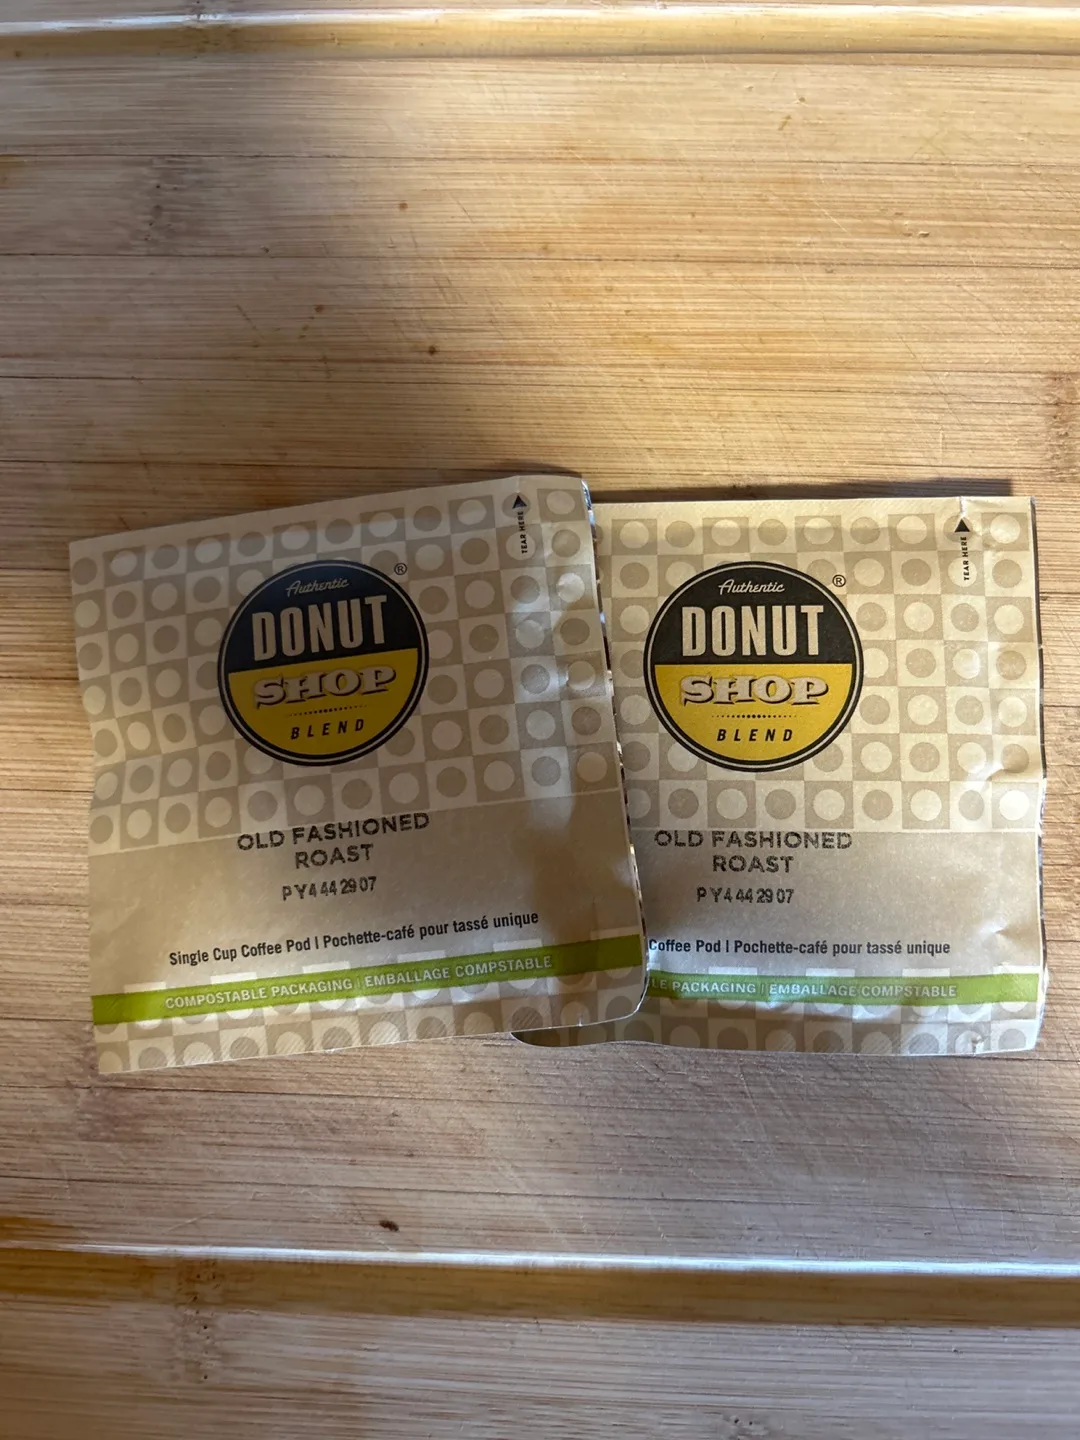 TEAR HERE
Authentic
DONUT
SHOP
BLEND
®
OLD FASHIONED
ROAST
PY4442907
Single Cup Coffee Pod | Pochette-café pour tassé unique
COMPOSTABLE PACKAGING | EMBALLAGE COMPSTABLE
TEAR HERE
Authentic
DONUT
SHOP
BLEND
®
OLD FASHIONED
ROAST
PY4442907
Coffee Pod | Pochette-café pour tassé unique
LE PACKAGING | EMBALLAGE COMPSTABLE